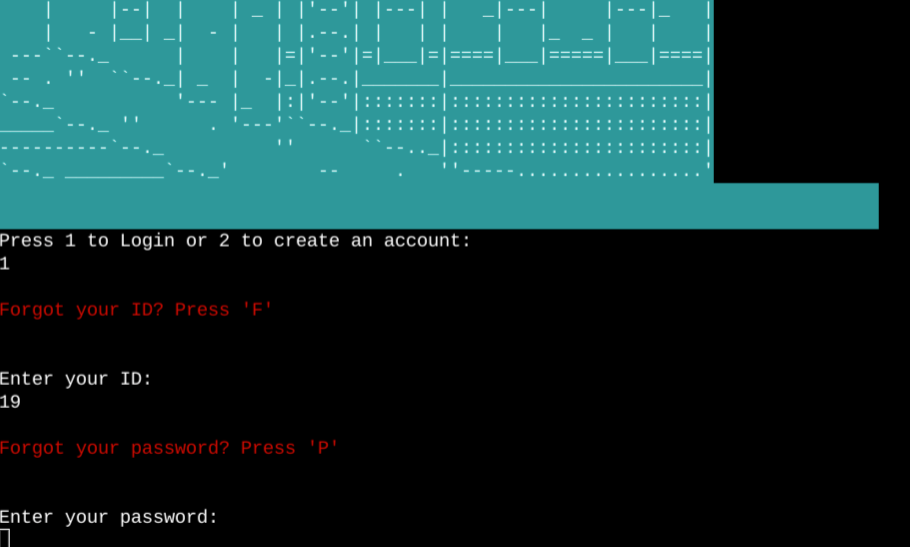 Press 1 to Login or 2 to create an account:
1
Forgot your ID? Press 'F'
Enter your ID:
19
Forgot your password? Press 'P'
Enter your password: